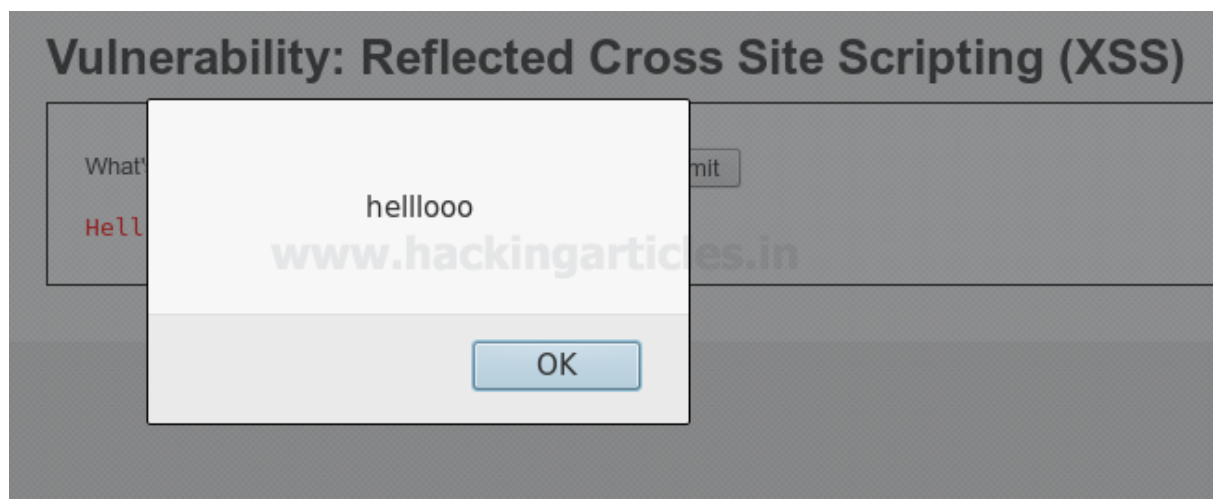 Vulnerability: Reflected Cross Site Scripting (XSS)
What'
mit
helllooo
Hell
www.hackingarticles.in
OK